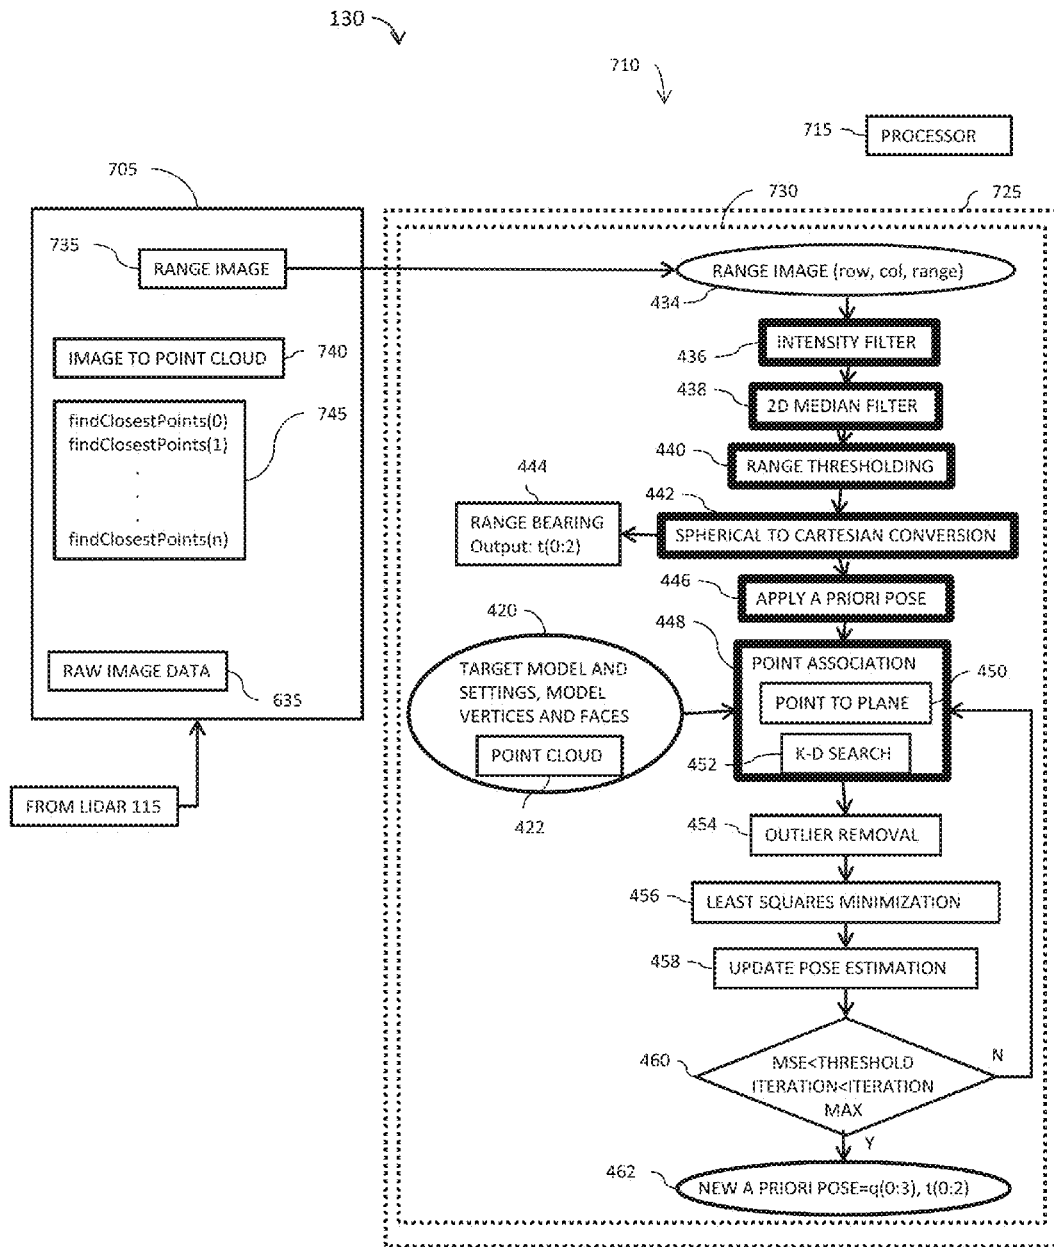 130
710
715
PROCESSOR
705
730
725
735
RANGE IMAGE
RANGE IMAGE (row, col, range)
434
IMAGE TO POINT CLOUD
740
436
INTENSITY FILTER
findClosestPoints(0)
findClosestPoints(1)
.
.
findClosestPoints(n)
745
438
2D MEDIAN FILTER
440
RANGE THRESHOLDING
444
RANGE BEARING
Output: t(0:2)
442
SPHERICAL TO CARTESIAN CONVERSION
446
APPLY A PRIORI POSE
420
TARGET MODEL AND
SETTINGS, MODEL
VERTICES AND FACES
POINT CLOUD
422
448
POINT ASSOCIATION
450
POINT TO PLANE
452
K-D SEARCH
RAW IMAGE DATA
635
FROM LIDAR 115
454
OUTLIER REMOVAL
456
LEAST SQUARES MINIMIZATION
458
UPDATE POSE ESTIMATION
460
MSE<THRESHOLD
ITERATION<ITERATION
MAX
N
Y
462
NEW A PRIORI POSE=q(0:3), t(0:2)